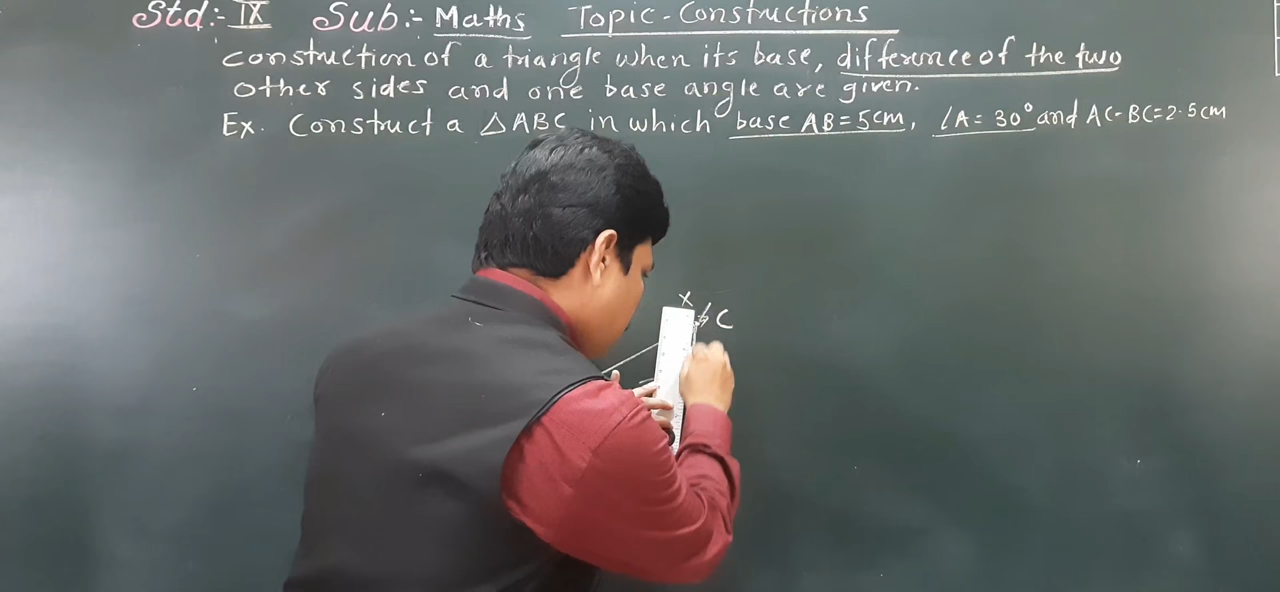 Std:- IX Sub:- Maths Topic-Constructions
construction of a triangle when its base, difference of the two
other sides and one base angle are given.
Ex. Construct a △ABC in which base AB = 5cm, ∠A = 30° and AC-BC=2.5cm
X
C